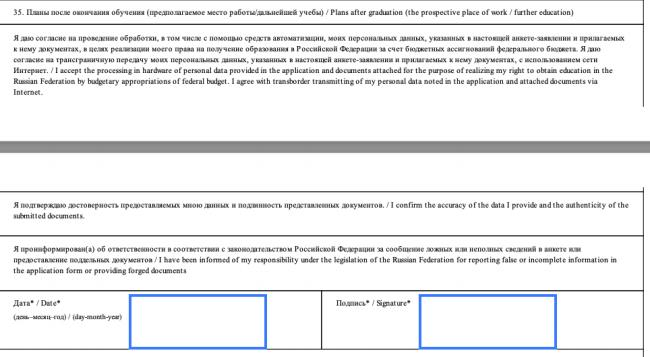 35. Планы после окончания обучения (предполагаемое место работы/дальнейшей учебы) / Plans after graduation (the prospective place of work / further education)
Я даю согласие на проведение обработки, в том числе с помощью средств автоматизации, моих персональных данных, указанных в настоящей анкете-заявлении и прилагаемых
к нему документах, в целях реализации моего права на получение образования в Российской Федерации за счет бюджетных ассигнований федерального бюджета. Я даю
согласие на трансграничную передачу моих персональных данных, указанных в настоящей анкете-заявлении и прилагаемых к нему документах, с использованием сети
Интернет. / I accept the processing in hardware of personal data provided in the application and documents attached for the purpose of realizing my right to obtain education in the
Russian Federation by budgetary appropriations of federal budget. I agree with transborder transmitting of my personal data noted in the application and attached documents via
Internet.
Я подтверждаю достоверность предоставляемых мною данных и подлинность представленных документов. / I confirm the accuracy of the data I provide and the authenticity of the
submitted documents.
Я проинформирован(а) об ответственности в соответствии с законодательством Российской Федерации за сообщение ложных или неполных сведений в анкете или
предоставление поддельных документов / I have been informed of my responsibility under the legislation of the Russian Federation for reporting false or incomplete information in
the application form or providing forged documents
Дата* / Date*
(день–месяц–год) / (day-month-year)
Подпись* / Signature*